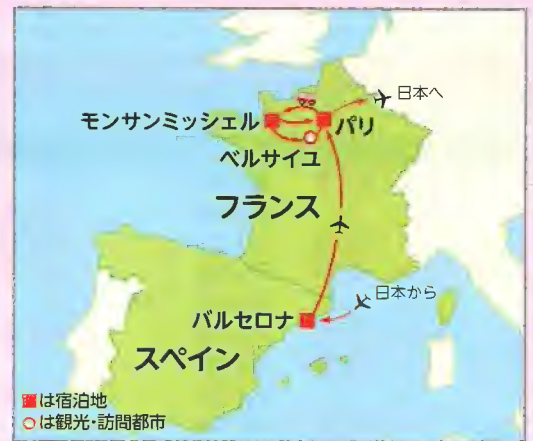 日本へ
モンサンミッシェル
パリ
ベルサイユ
フランス
日本から
バルセロナ
スペイン
は宿泊地
は観光・訪問都市